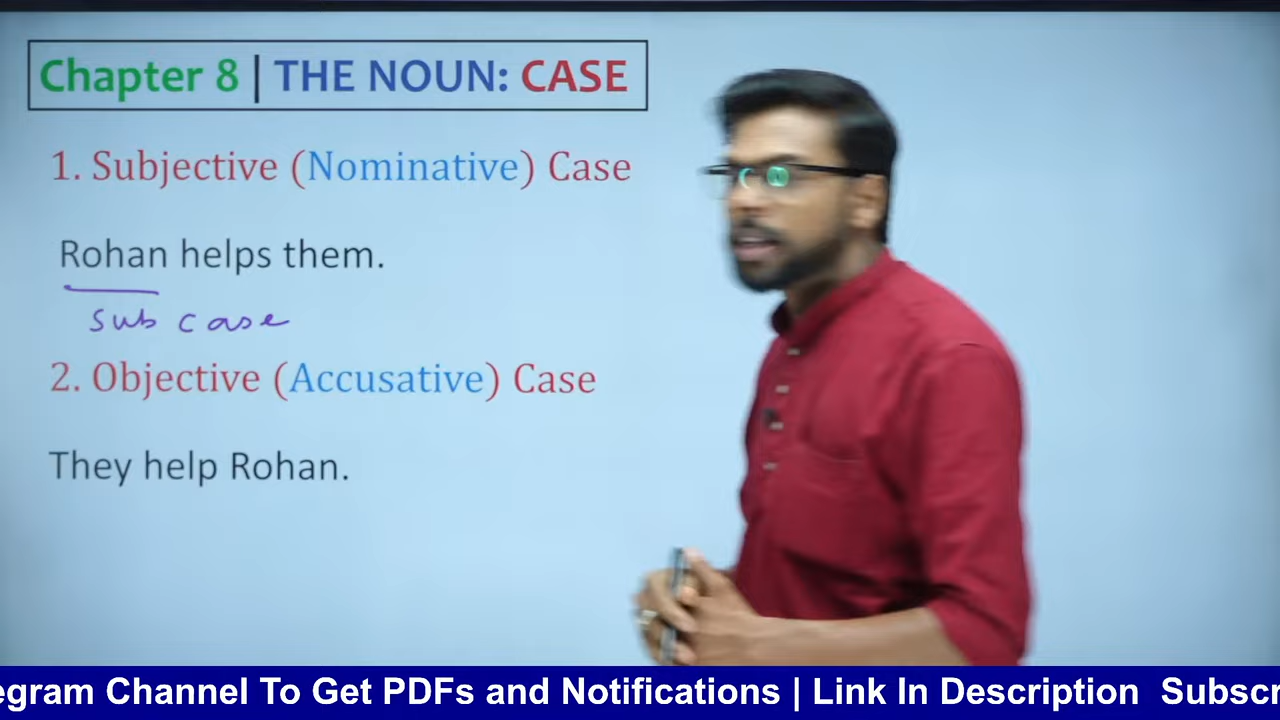 Chapter 8 | THE NOUN: CASE
1. Subjective (Nominative) Case
Rohan helps them.
sub case
2. Objective (Accusative) Case
They help Rohan.
egram Channel To Get PDFs and Notifications | Link In Description Subscr